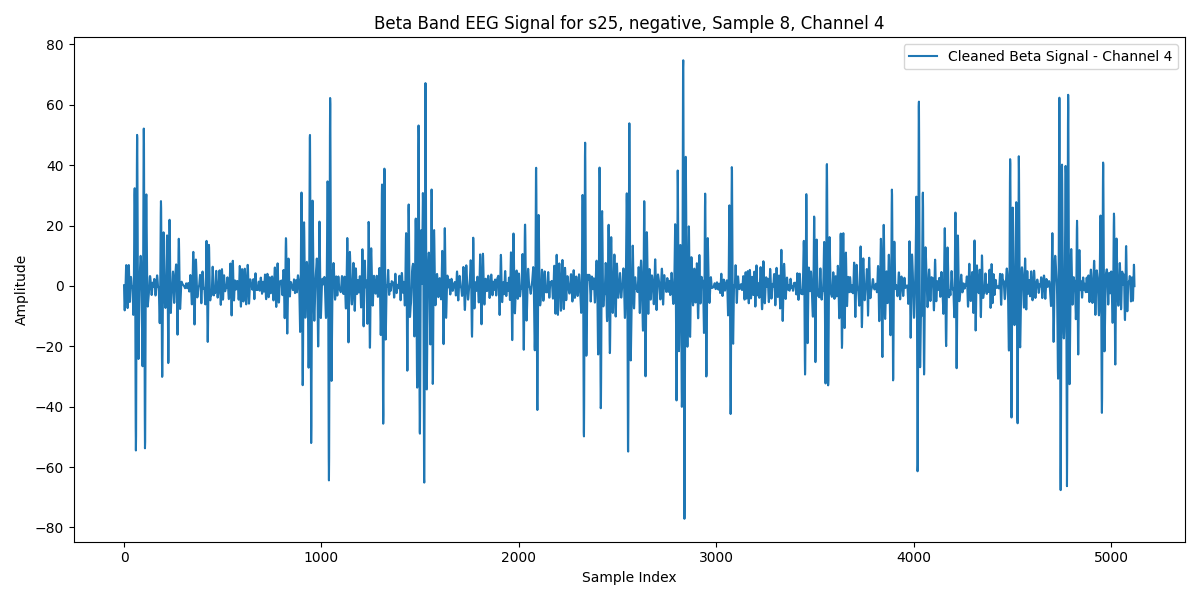 Beta Band EEG Signal for s25, negative, Sample 8, Channel 4
Cleaned Beta Signal - Channel 4
Amplitude
80
60
40
20
0
−20
−40
−60
−80
0 1000 2000 3000 4000 5000
Sample Index